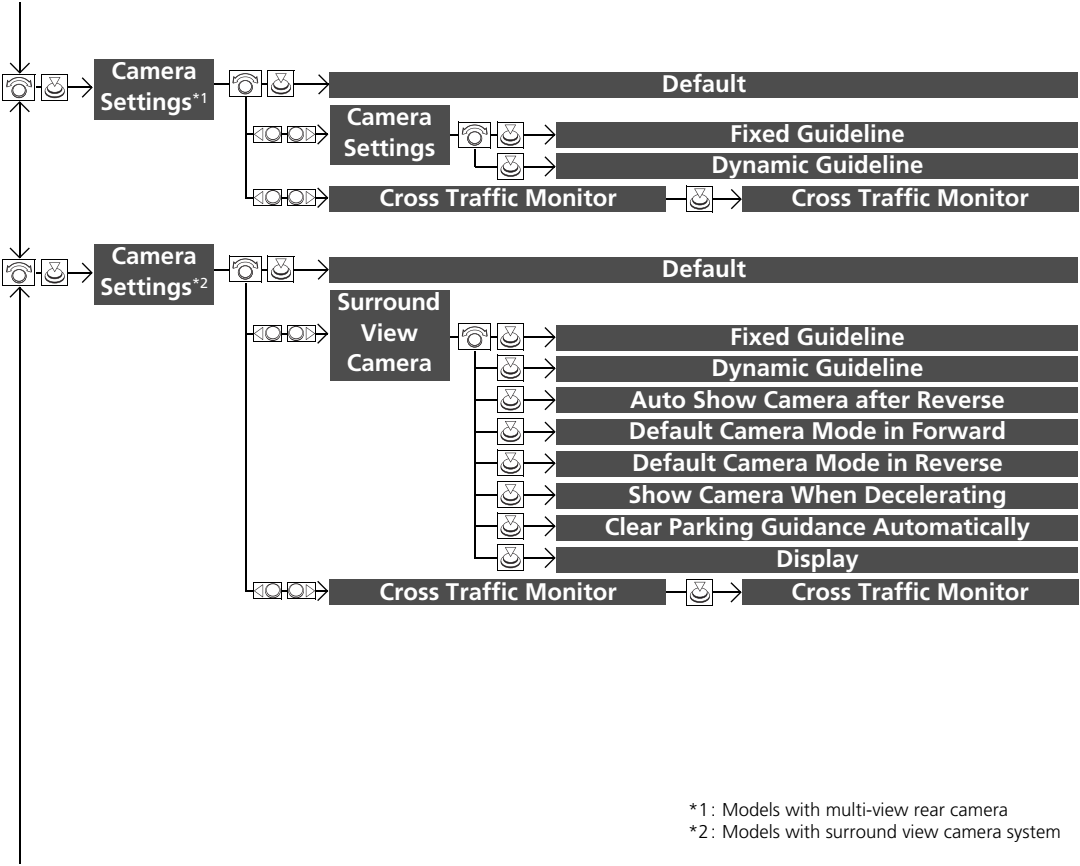 Camera
Settings*1
Default
Camera
Settings
Fixed Guideline
Dynamic Guideline
Cross Traffic Monitor
Cross Traffic Monitor
Camera
Settings*2
Default
Surround
View
Camera
Fixed Guideline
Dynamic Guideline
Auto Show Camera after Reverse
Default Camera Mode in Forward
Default Camera Mode in Reverse
Show Camera When Decelerating
Clear Parking Guidance Automatically
Display
Cross Traffic Monitor
Cross Traffic Monitor
*1: Models with multi-view rear camera
*2: Models with surround view camera system